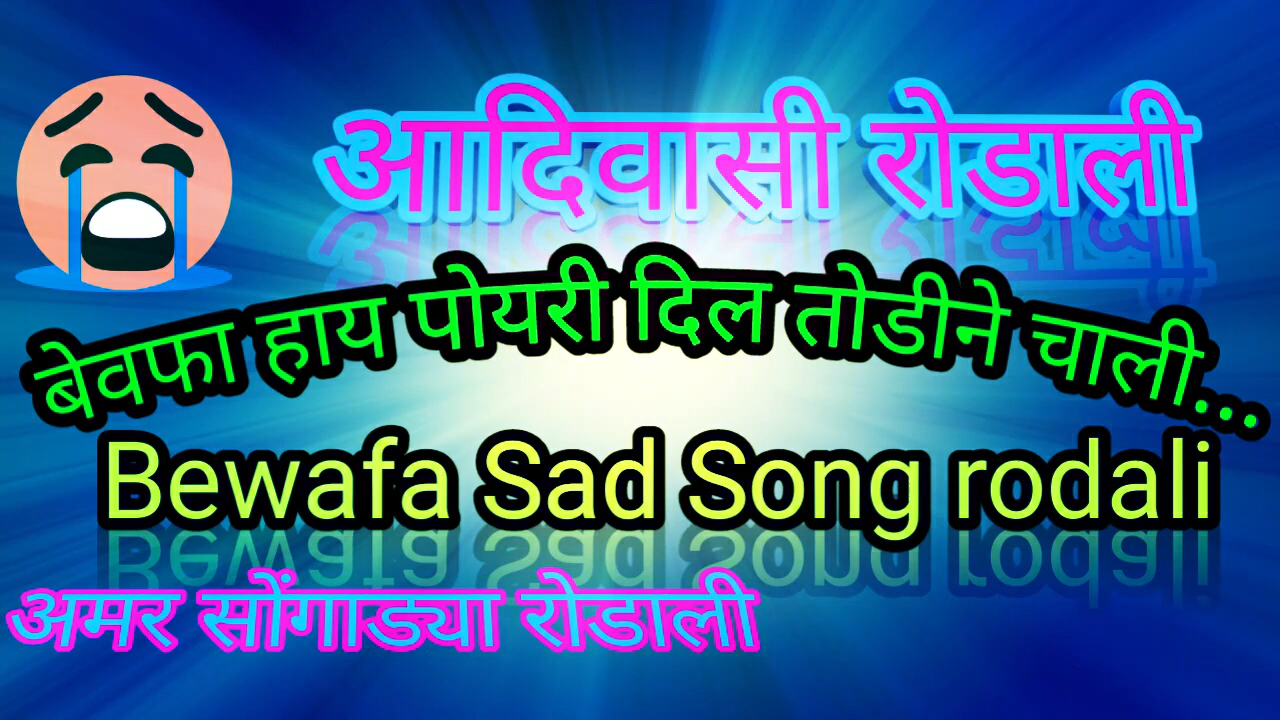 आदिवासी रोडाली
बेवफा हाय पोयरी दिल तोडीने चाली...
Bewafa Sad Song rodali
अमर सोंगाड्या रोडाली